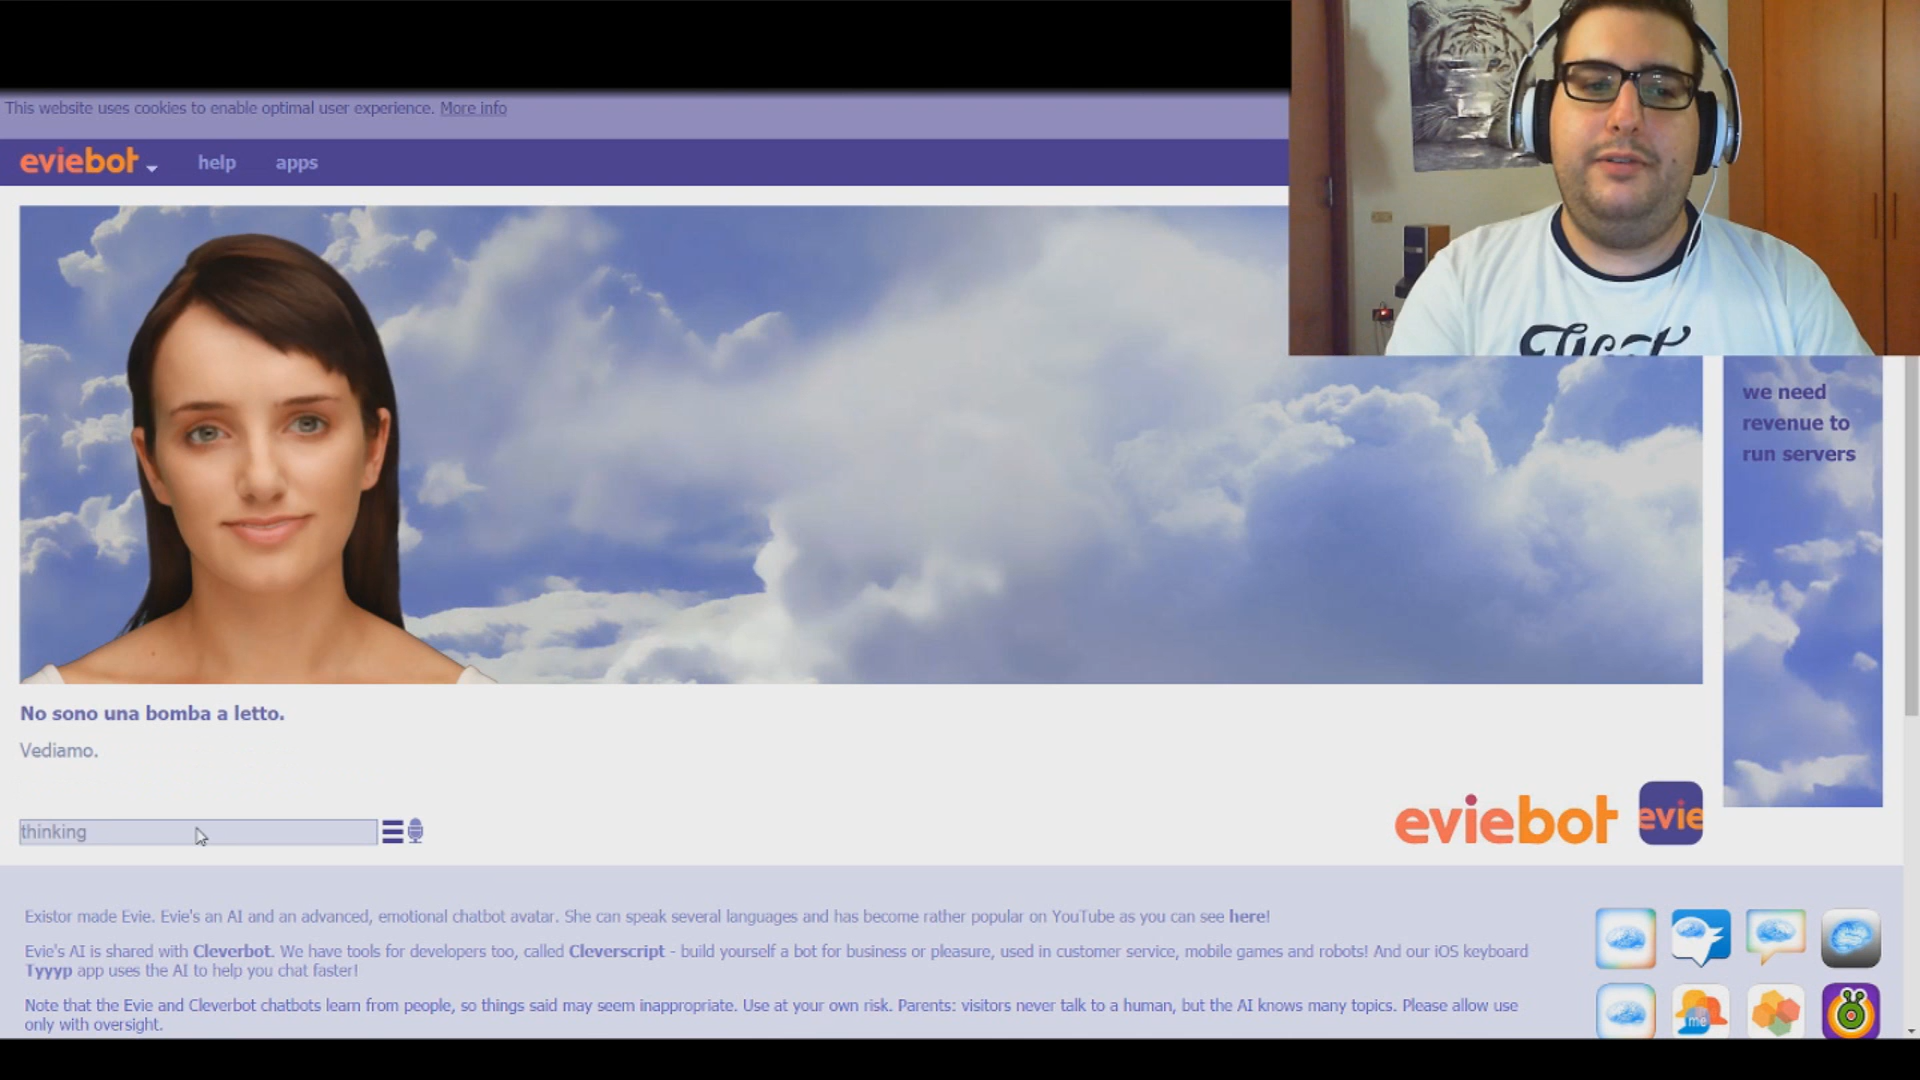 This website uses cookies to enable optimal user experience. More info
eviebot
help
apps
we need
revenue to
run servers
No sono una bomba a letto.
Vediamo.
thinking
eviebot
evie
Existor made Evie. Evie's an AI and an advanced, emotional chatbot avatar. She can speak several languages and has become rather popular on YouTube as you can see here!
Evie's AI is shared with Cleverbot. We have tools for developers too, called Cleverscript - build yourself a bot for business or pleasure, used in customer service, mobile games and robots! And our iOS keyboard
Tyyyp app uses the AI to help you chat faster!
Note that the Evie and Cleverbot chatbots learn from people, so things said may seem inappropriate. Use at your own risk. Parents: visitors never talk to a human, but the AI knows many topics. Please allow use
only with oversight.
me